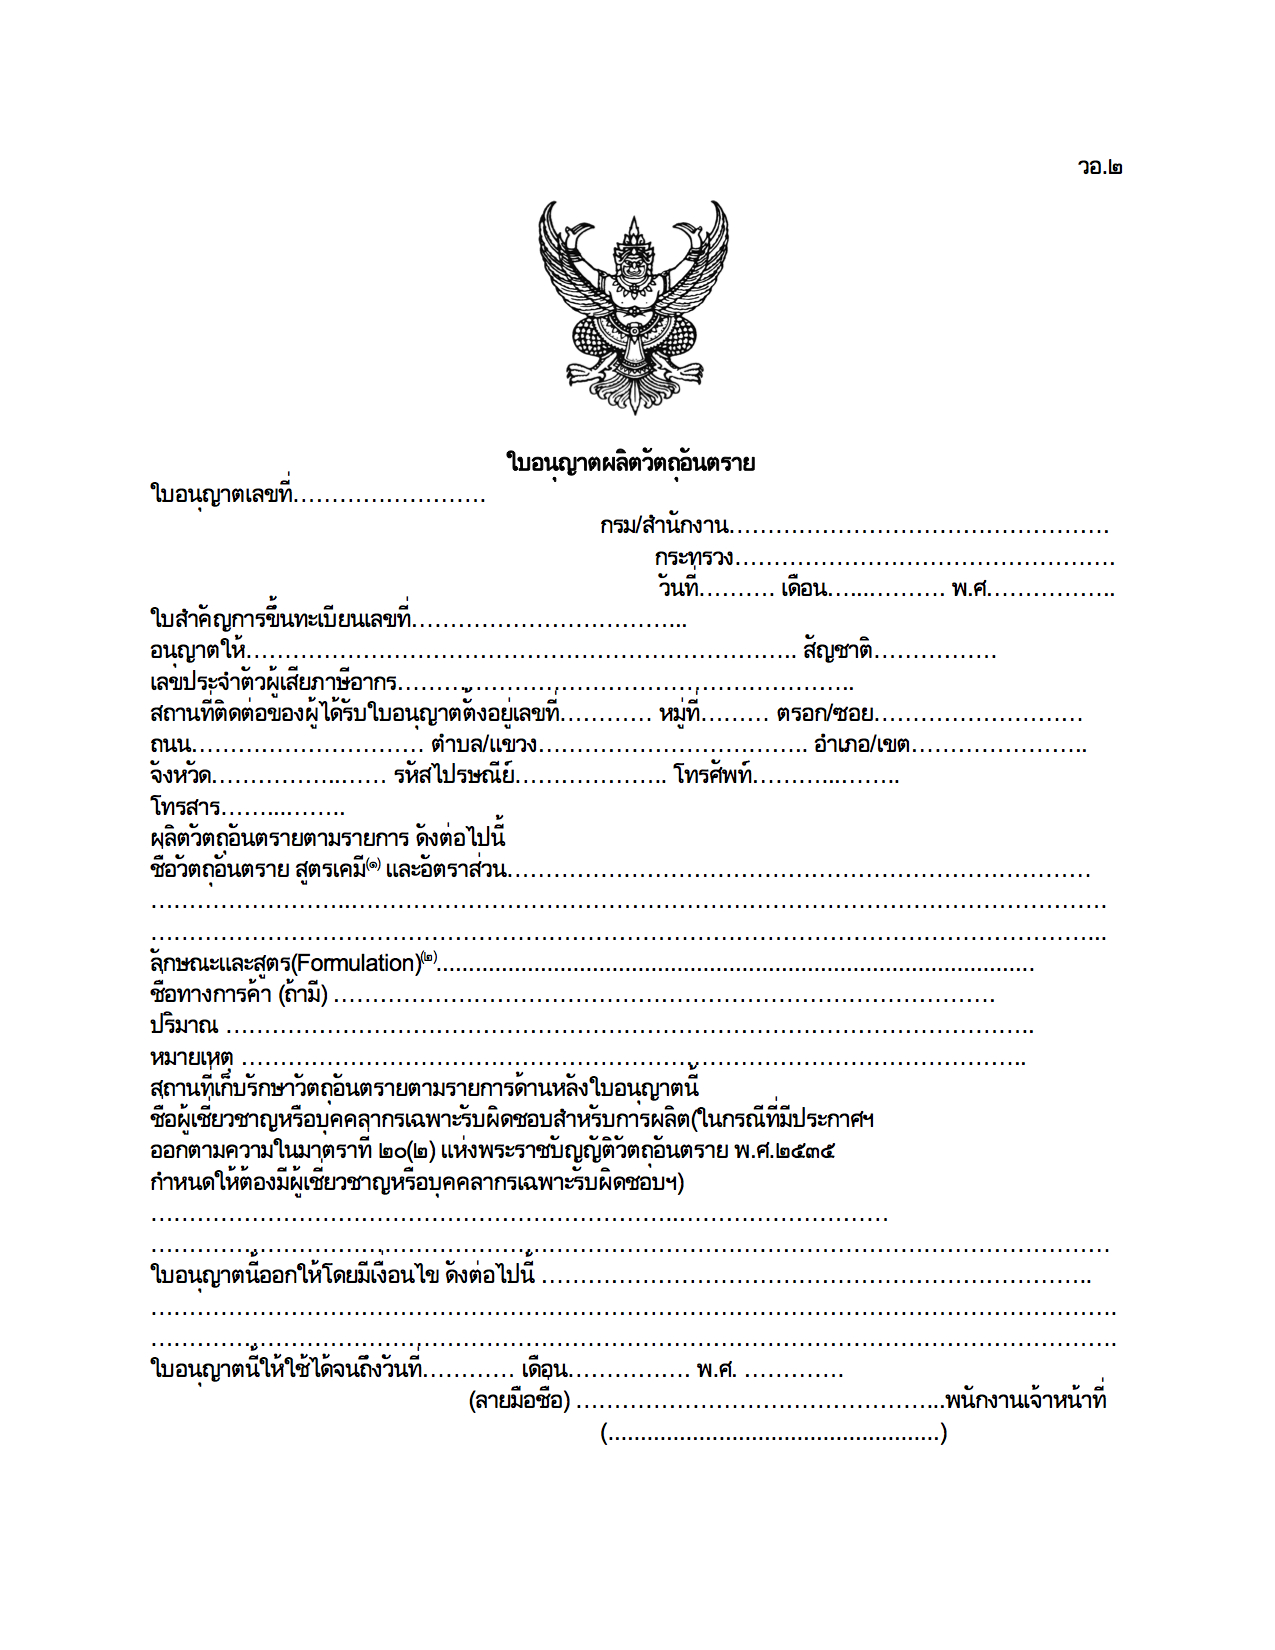 วอ.๒
ใบอนุญาตผลิตวัตถุอันตราย
ใบอนุญาตเลขที่…………………….
กรม/สำนักงาน………………………………………….
กระทรวง………………………………………….
วันที่………. เดือน…...………. พ.ศ……………..
ใบสำคัญการขึ้นทะเบียนเลขที่……………………………...
อนุญาตให้…………………………………………………………….. สัญชาติ…………….
เลขประจำตัวผู้เสียภาษีอากร…………………………………………………..
สถานที่ติดต่อของผู้ได้รับใบอนุญาตตั้งอยู่เลขที่………… หมู่ที่……… ตรอก/ซอย………………………
ถนน………………………… ตำบล/แขวง…………………………….. อำเภอ/เขต…………………..
จังหวัด……………..…… รหัสไปรษณีย์……………….. โทรศัพท์………...……..
โทรสาร……...……..
ผลิตวัตถุอันตรายตามรายการ ดังต่อไปนี้
ชื่อวัตถุอันตราย สูตรเคมี(๑) และอัตราส่วน…………………………………………………………………
……………………..…………………………………………………………………………………….
…………………………………………………………………………………………………………...
ลักษณะและสูตร(Formulation)(๒)............................................................................................
ชื่อทางการค้า (ถ้ามี) ………………………………………………………………………….
ปริมาณ …………………………………………………………………………………………..
หมายเหตุ ………………………………………………………………………………………..
สถานที่เก็บรักษาวัตถุอันตรายตามรายการด้านหลังใบอนุญาตนี้
ชื่อผู้เชี่ยวชาญหรือบุคคลากรเฉพาะรับผิดชอบสำหรับการผลิต(ในกรณีที่มีประกาศฯ
ออกตามความในมาตราที่ ๒๐(๒) แห่งพระราชบัญญัติวัตถุอันตราย พ.ศ.๒๕๓๕
กำหนดให้ต้องมีผู้เชี่ยวชาญหรือบุคคลากรเฉพาะรับผิดชอบฯ)
…………………………………………………………..………………………
……………………………………………………………………………………………………………
ใบอนุญาตนี้ออกให้โดยมีเงื่อนไข ดังต่อไปนี้ ……………………………………………………………..
…………………………………………………………………………………………………………….
…………………………………………………………………………………………………………….
ใบอนุญาตนี้ให้ใช้ได้จนถึงวันที่………… เดือน……………. พ.ศ. ………….
(ลายมือชื่อ) ………………………………………...พนักงานเจ้าหน้าที่
(...................................................)